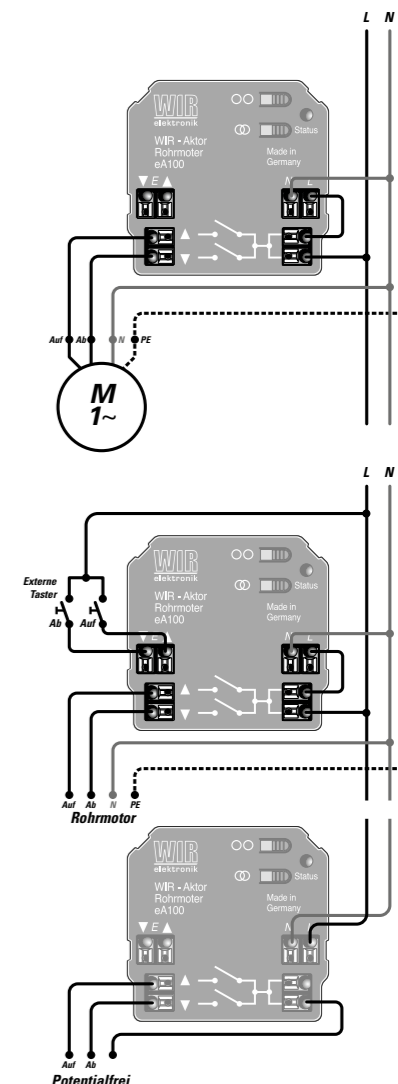 L N
WIR
elektronik
Status
WIR - Aktor
Rohrmoter
eA100
Made in
Germany
▼ E ▲
N L
▲
▼
Auf Ab N PE
M
1~
L N
WIR
elektronik
Externe
Taster
Status
WIR - Aktor
Rohrmoter
eA100
Made in
Germany
Ab Auf
▼ E ▲
N L
▲
▼
Auf Ab N PE
Rohrmotor
WIR
elektronik
Status
WIR - Aktor
Rohrmoter
eA100
Made in
Germany
▼ E ▲
N L
▲
▼
Auf Ab
Potentialfrei